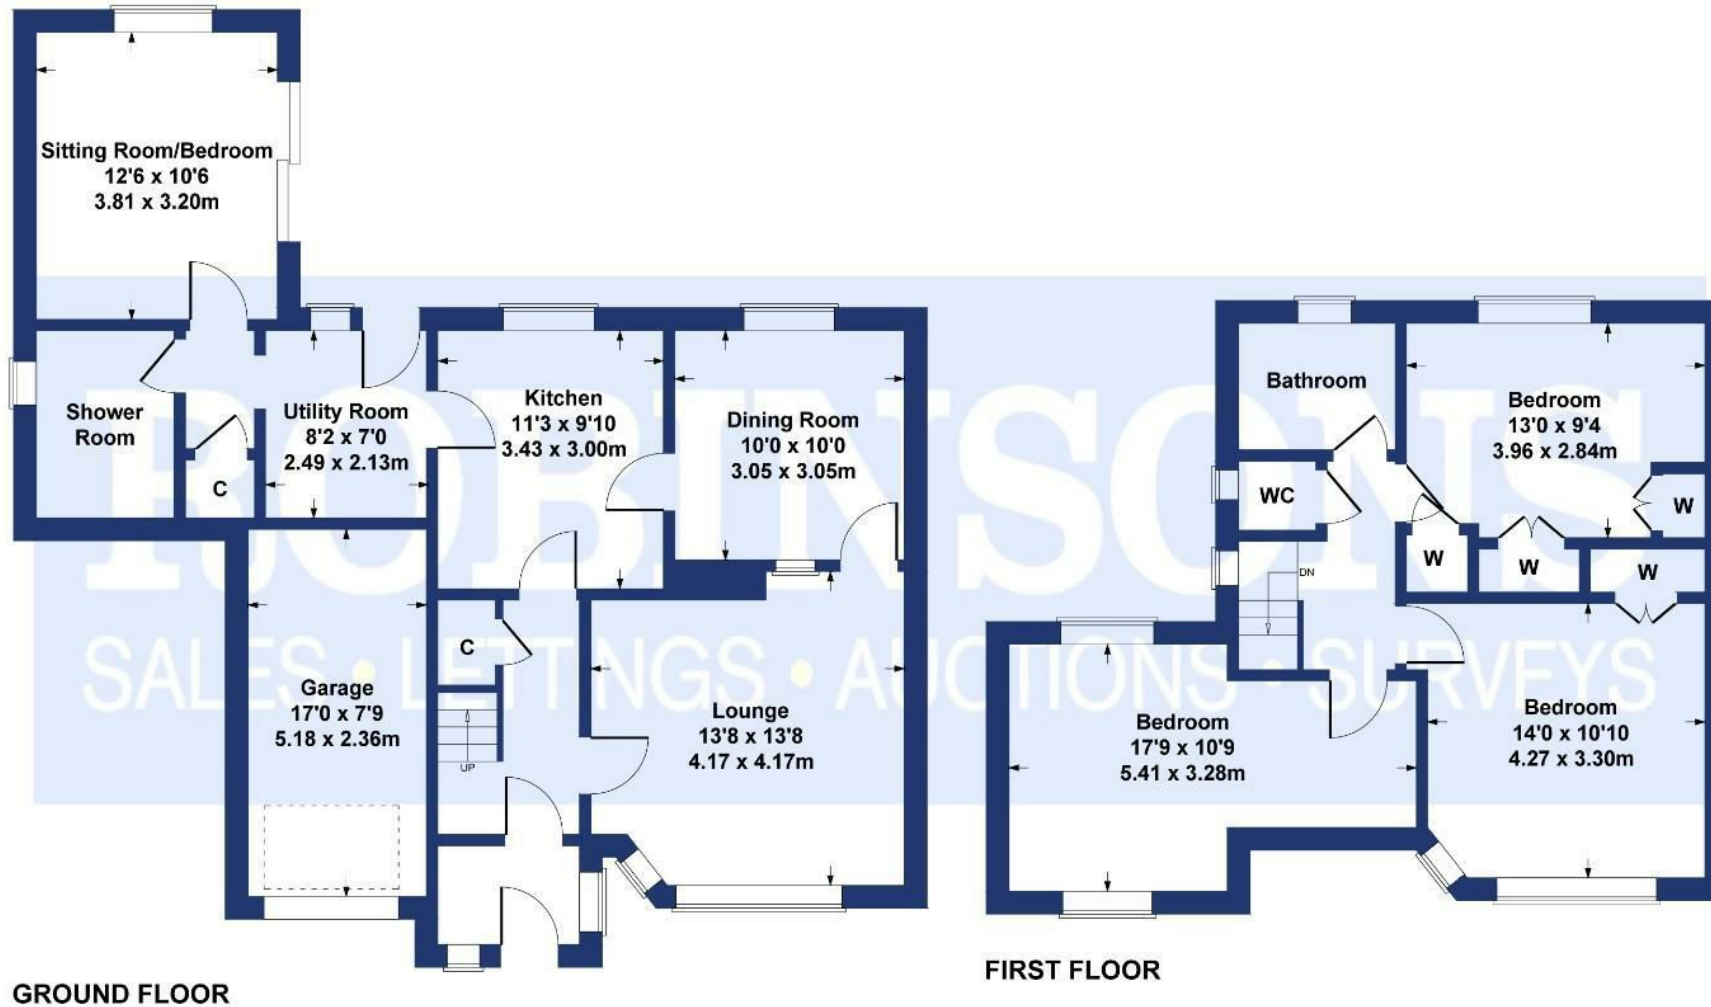 Sitting Room/Bedroom
12'6 x 10'6
3.81 x 3.20m
Shower
Room
C
Utility Room
8'2 x 7'0
2.49 x 2.13m
Kitchen
11'3 x 9'10
3.43 x 3.00m
Dining Room
10'0 x 10'0
3.05 x 3.05m
C
UP
Garage
17'0 x 7'9
5.18 x 2.36m
Lounge
13'8 x 13'8
4.17 x 4.17m
GROUND FLOOR
Bathroom
WC
DN
Bedroom
13'0 x 9'4
3.96 x 2.84m
W
W
W
W
Bedroom
17'9 x 10'9
5.41 x 3.28m
Bedroom
14'0 x 10'10
4.27 x 3.30m
FIRST FLOOR
ROBINSONS
SALES • LETTINGS • AUCTIONS • SURVEYS